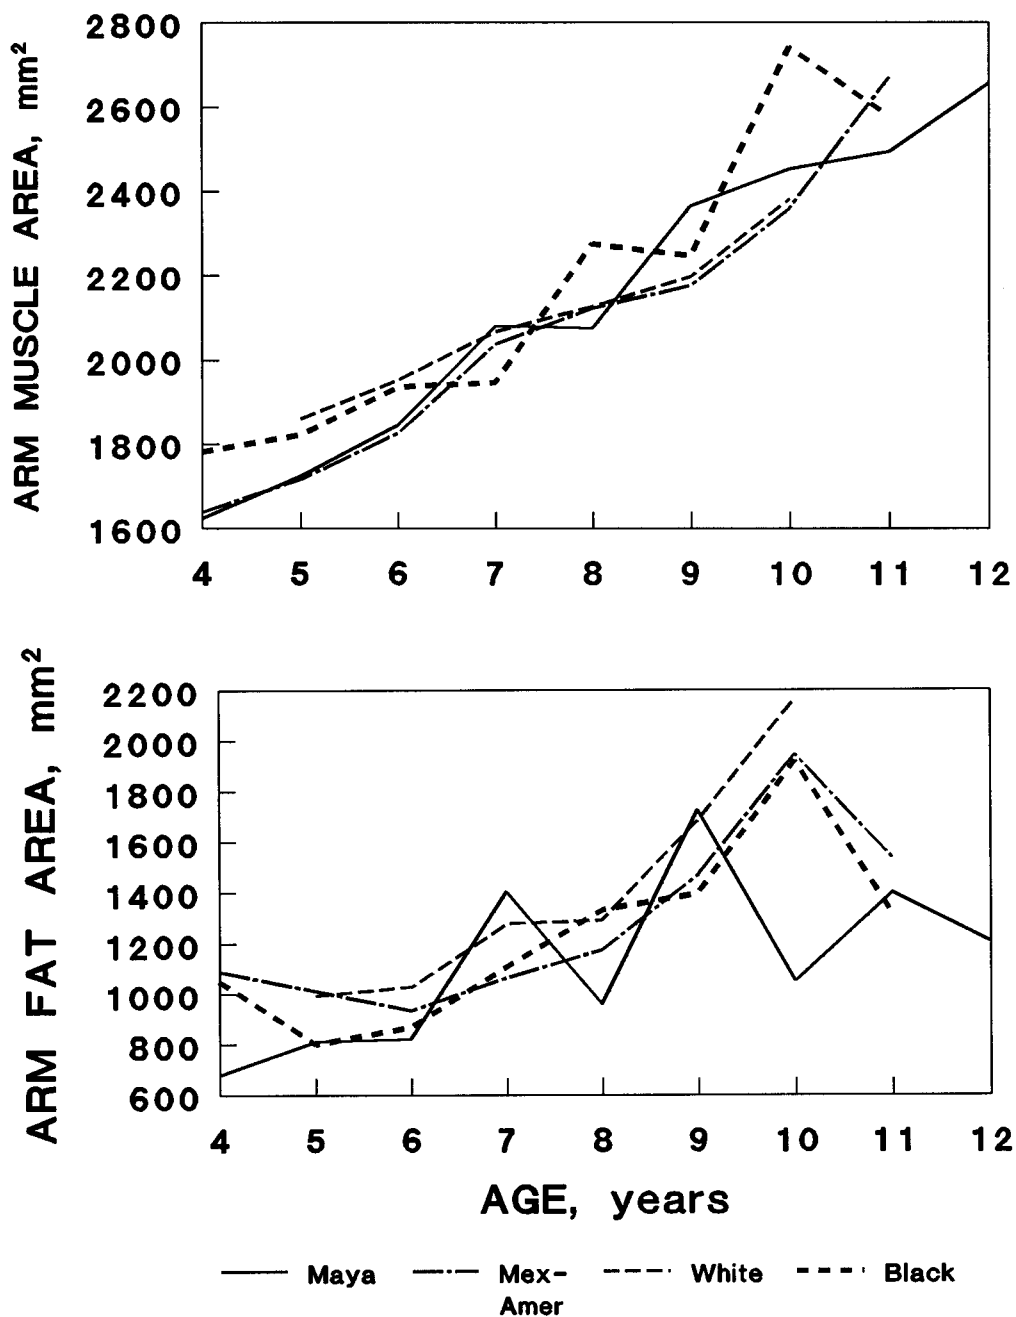 ARM MUSCLE AREA, mm²
2800
2600
2400
2200
2000
1800
1600
4 5 6 7 8 9 10 11 12
ARM FAT AREA, mm²
2200
2000
1800
1600
1400
1200
1000
800
600
4 5 6 7 8 9 10 11 12
AGE, years
Maya Mex- White Black
Amer